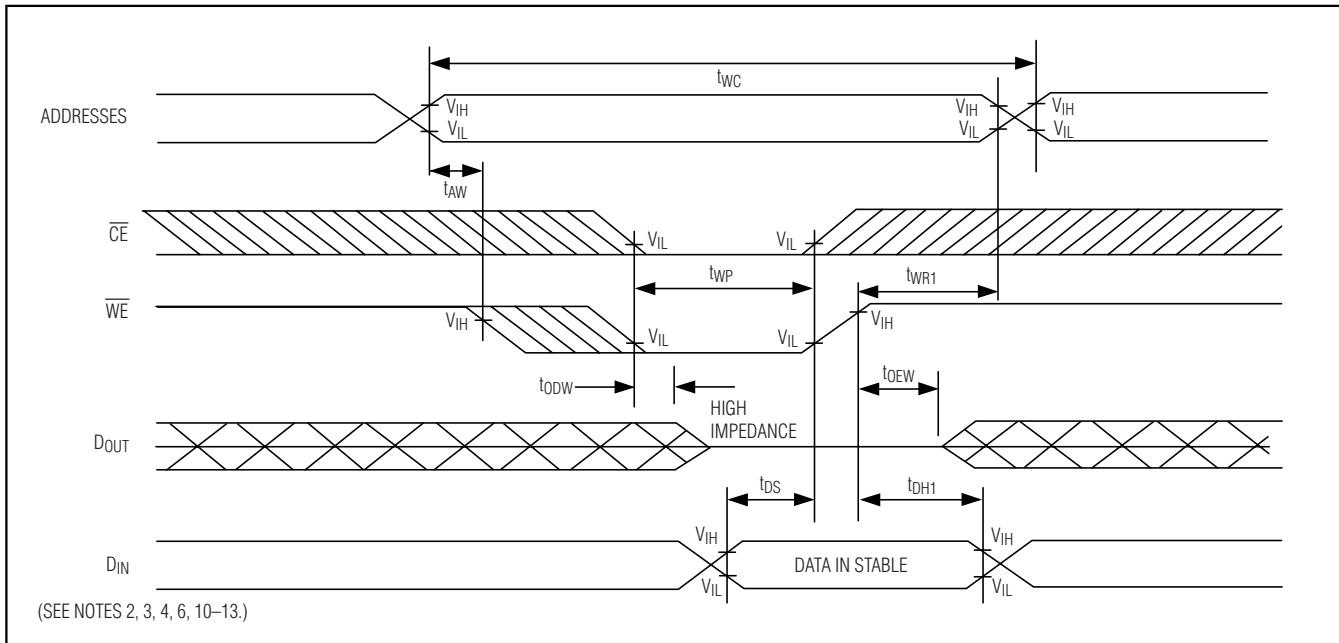 tWC
ADDRESSES
VIH
VIL
VIH
VIL
VIH
VIL
tAW
CE
VIL
VIL
tWP
tWR1
WE
VIH
VIL
VIL
VIH
tODW
tOEW
HIGH
IMPEDANCE
DOUT
tDS
tDH1
DIN
VIH
VIL
DATA IN STABLE
VIH
VIL
(SEE NOTES 2, 3, 4, 6, 10–13.)